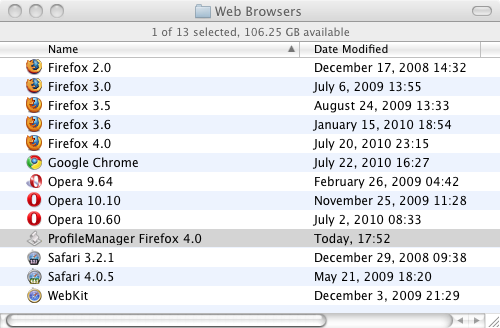 Web Browsers
1 of 13 selected, 106.25 GB available
Name Date Modified
Firefox 2.0 December 17, 2008 14:32
Firefox 3.0 July 6, 2009 13:55
Firefox 3.5 August 24, 2009 13:33
Firefox 3.6 January 15, 2010 18:54
Firefox 4.0 July 20, 2010 23:15
Google Chrome July 22, 2010 16:27
Opera 9.64 February 26, 2009 04:42
Opera 10.10 November 25, 2009 11:28
Opera 10.60 July 2, 2010 08:33
ProfileManager Firefox 4.0 Today, 17:52
Safari 3.2.1 December 29, 2008 09:38
Safari 4.0.5 May 21, 2009 18:20
WebKit December 3, 2009 21:29